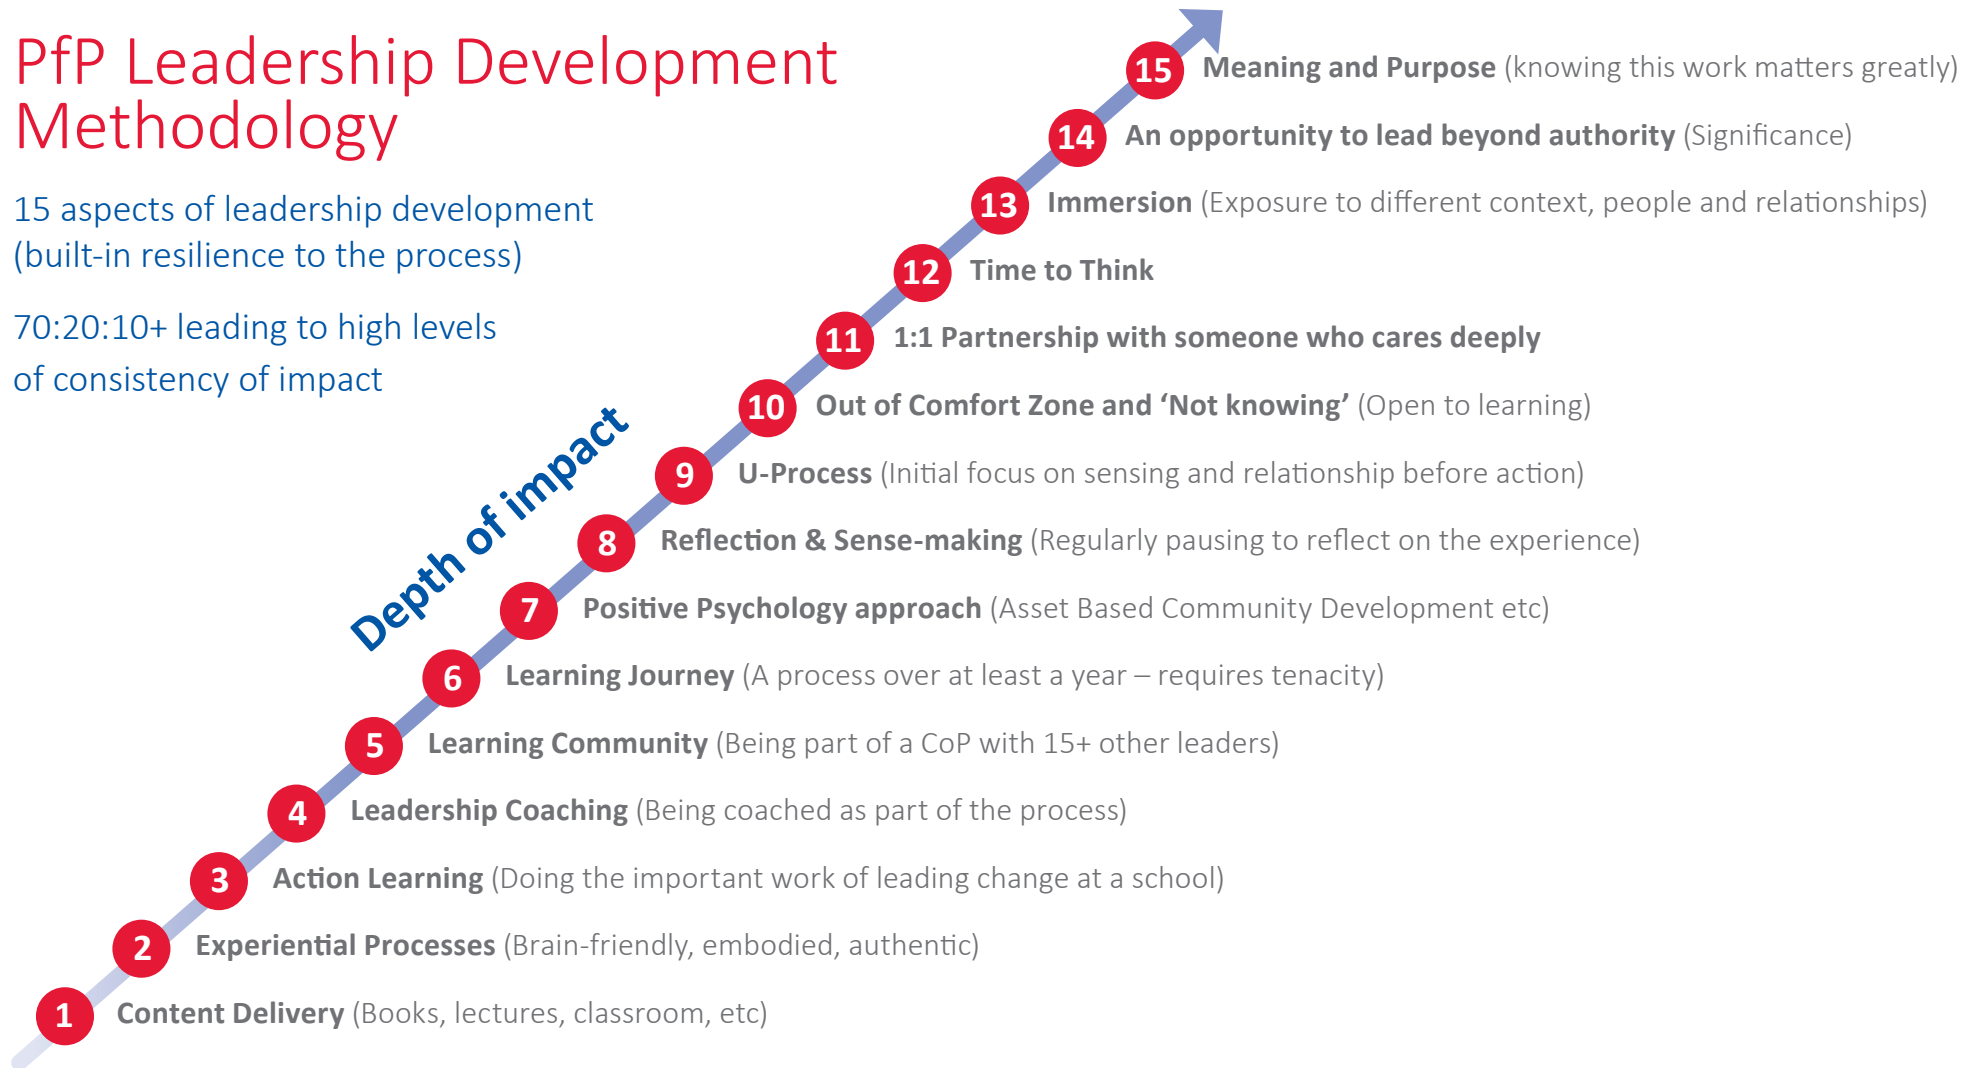 PfP Leadership Development
Methodology
15 aspects of leadership development
(built-in resilience to the process)
70:20:10+ leading to high levels
of consistency of impact
Depth of impact
15 Meaning and Purpose (knowing this work matters greatly)
14 An opportunity to lead beyond authority (Significance)
13 Immersion (Exposure to different context, people and relationships)
12 Time to Think
11 1:1 Partnership with someone who cares deeply
10 Out of Comfort Zone and ‘Not knowing’ (Open to learning)
9 U-Process (Initial focus on sensing and relationship before action)
8 Reflection & Sense-making (Regularly pausing to reflect on the experience)
7 Positive Psychology approach (Asset Based Community Development etc)
6 Learning Journey (A process over at least a year – requires tenacity)
5 Learning Community (Being part of a CoP with 15+ other leaders)
4 Leadership Coaching (Being coached as part of the process)
3 Action Learning (Doing the important work of leading change at a school)
2 Experiential Processes (Brain-friendly, embodied, authentic)
1 Content Delivery (Books, lectures, classroom, etc)